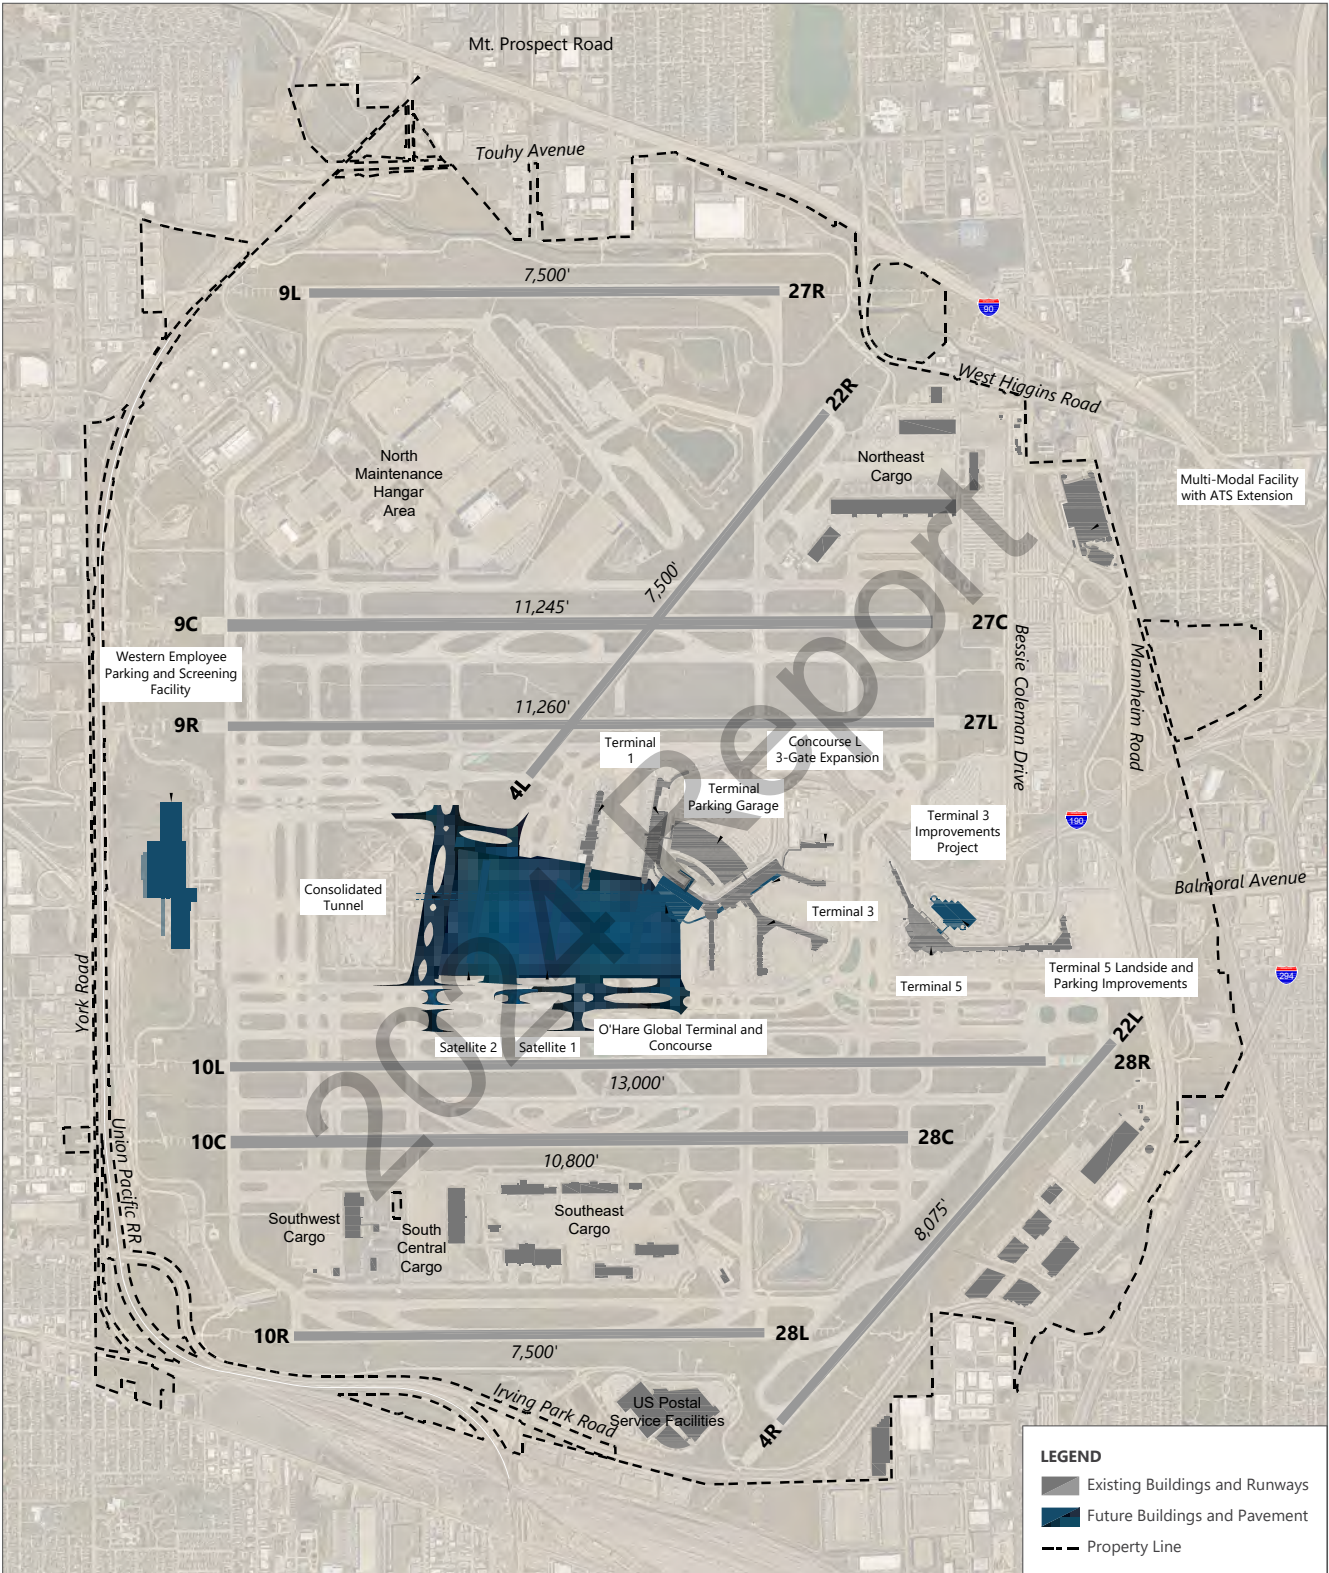 Mt. Prospect Road
Touhy Avenue
7,500'
9L
27R
90
West Higgins Road
22R
North
Maintenance
Hangar
Area
Northeast
Cargo
Multi-Modal Facility
with ATS Extension
7,500'
11,245'
9C
27C
Bessie Coleman Drive
Mannheim Road
Western Employee
Parking and Screening
Facility
11,260'
9R
27L
Terminal
1
Concourse L
3-Gate Expansion
4L
Terminal
Parking Garage
Terminal 3
Improvements
Project
190
Balmoral Avenue
Consolidated
Tunnel
Terminal 3
York Road
Terminal 5
Terminal 5 Landside and
Parking Improvements
294
O'Hare Global Terminal and
Concourse
Satellite 2
Satellite 1
22L
10L
28R
13,000'
10C
28C
10,800'
Union Pacific RR
Southwest
Cargo
South
Central
Cargo
Southeast
Cargo
8,075'
10R
28L
7,500'
Irving Park Road
US Postal
Service Facilities
4R
2024 Report
LEGEND
Existing Buildings and Runways
Future Buildings and Pavement
Property Line